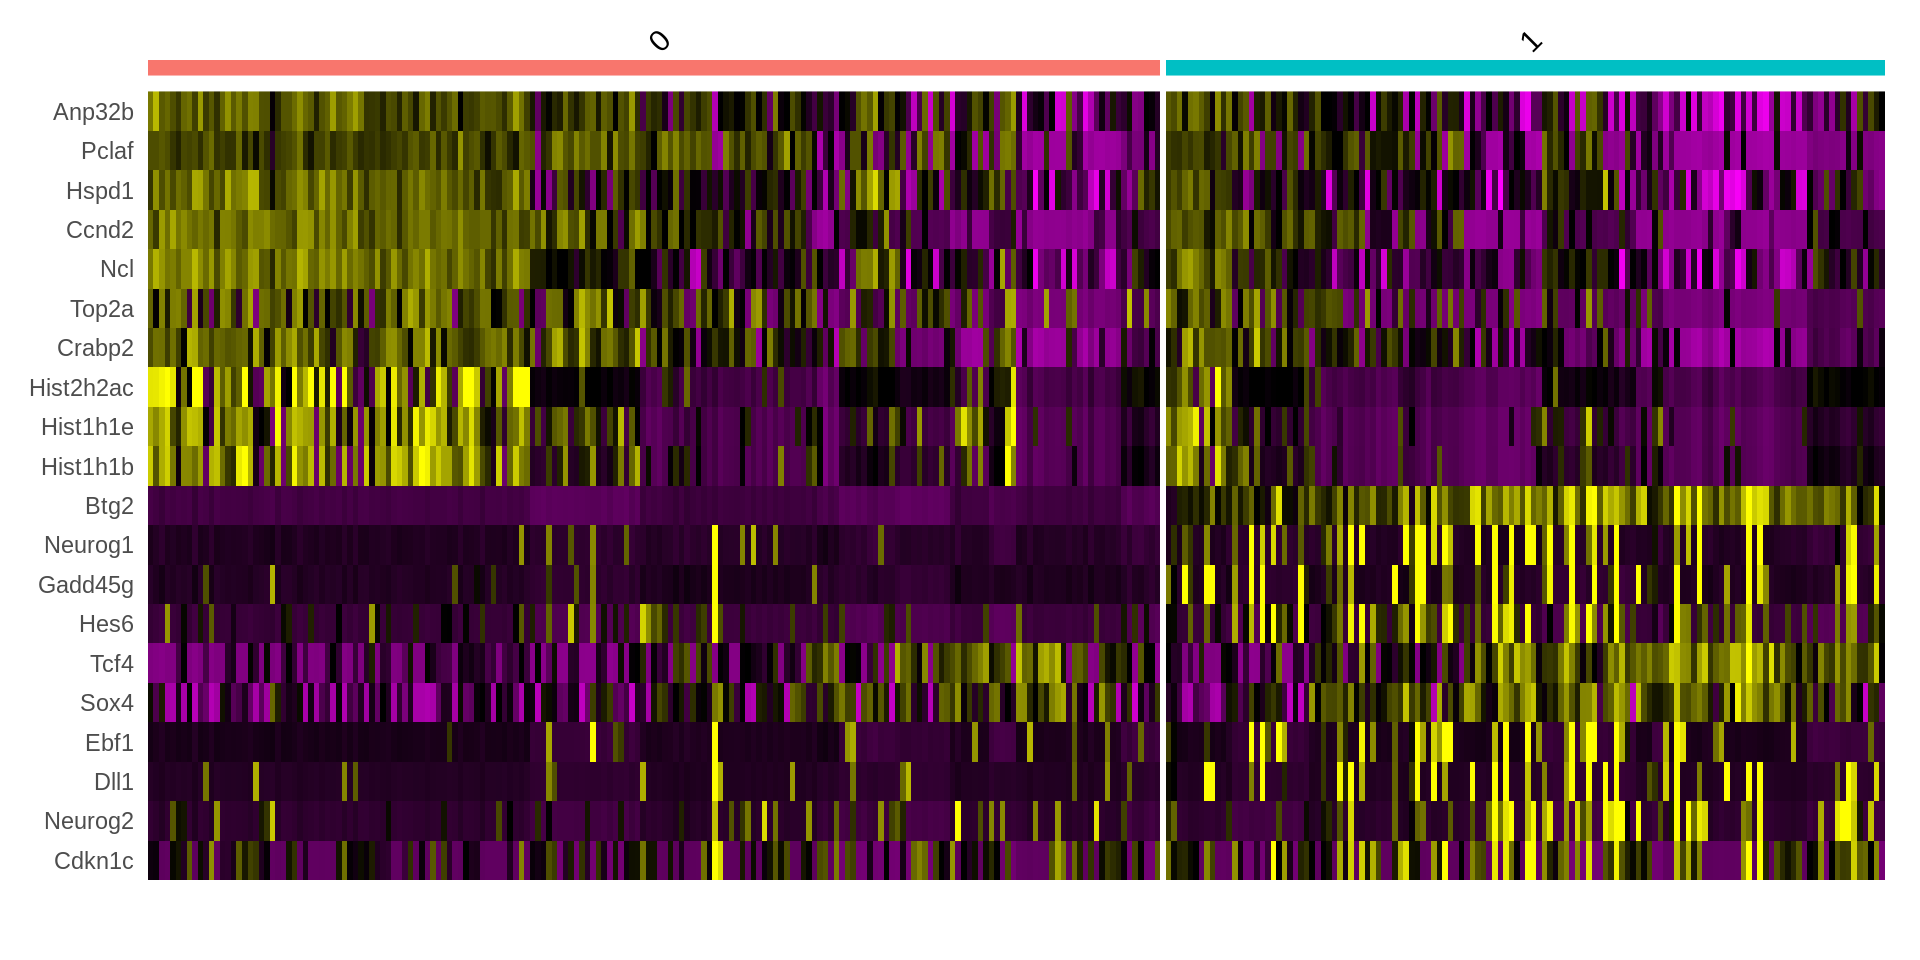 0 1
Anp32b
Pclaf
Hspd1
Ccnd2
Ncl
Top2a
Crabp2
Hist2h2ac
Hist1h1e
Hist1h1b
Btg2
Neurog1
Gadd45g
Hes6
Tcf4
Sox4
Ebf1
Dll1
Neurog2
Cdkn1c